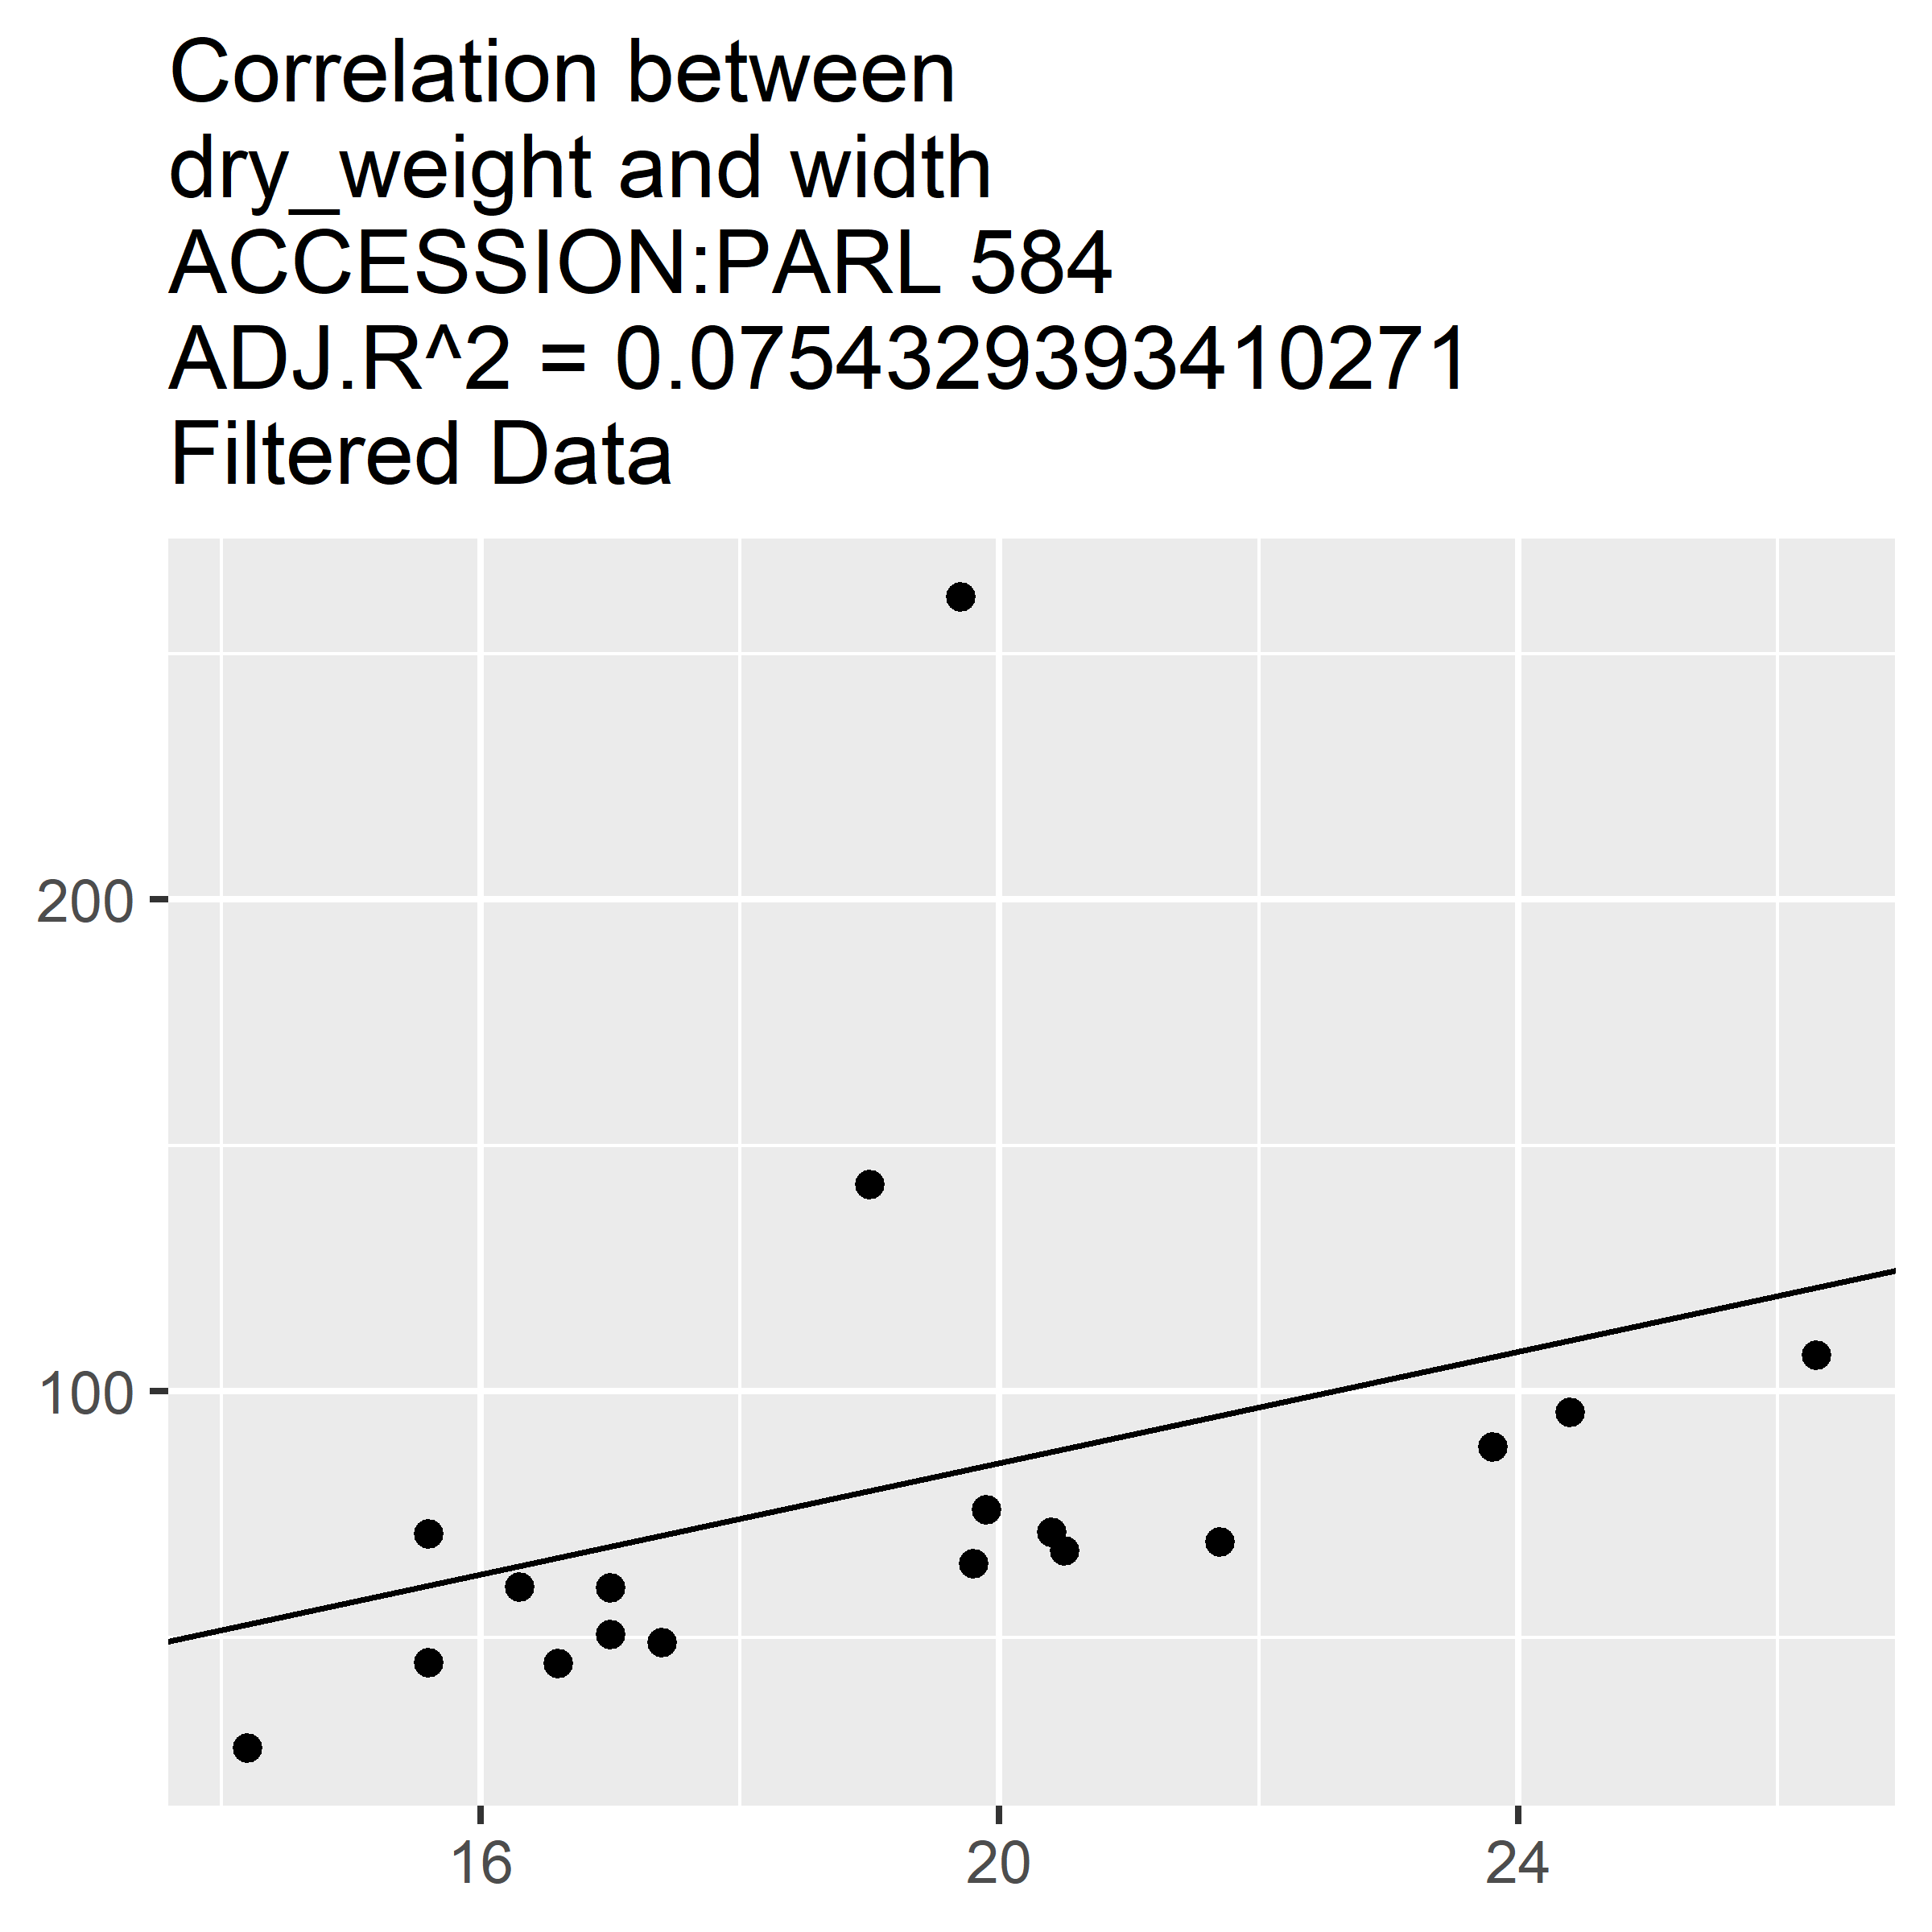 Correlation between
dry_weight and width
ACCESSION:PARL 584
ADJ.R^2 = 0.0754329393410271
Filtered Data
200
100
16
20
24